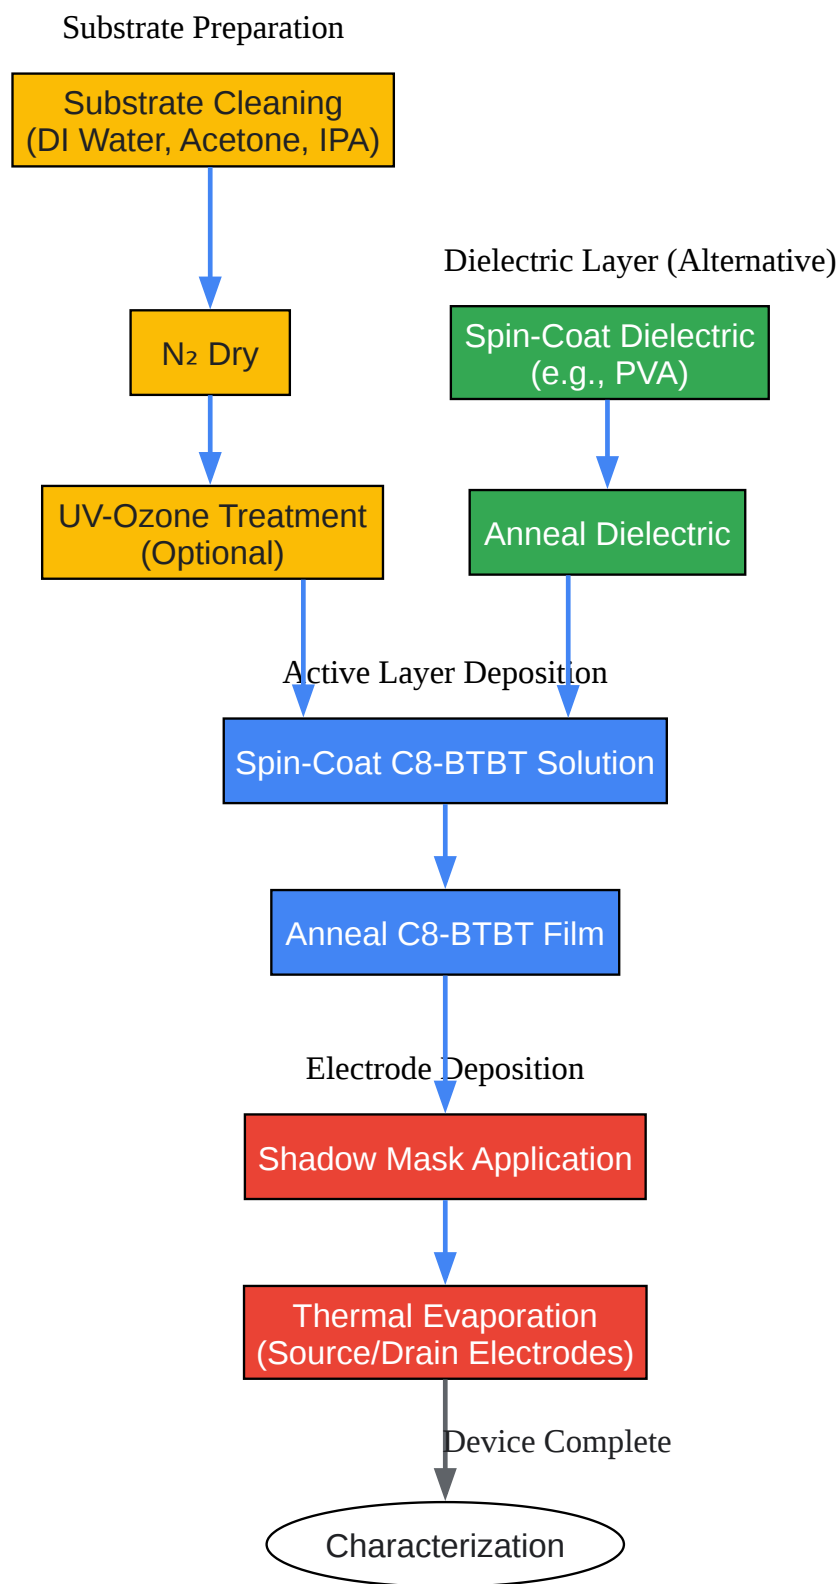 Substrate Preparation
Substrate Cleaning
(DI Water, Acetone, IPA)
N₂ Dry
UV-Ozone Treatment
(Optional)
Dielectric Layer (Alternative)
Spin-Coat Dielectric
(e.g., PVA)
Anneal Dielectric
Active Layer Deposition
Spin-Coat C8-BTBT Solution
Anneal C8-BTBT Film
Electrode Deposition
Shadow Mask Application
Thermal Evaporation
(Source/Drain Electrodes)
Device Complete
Characterization